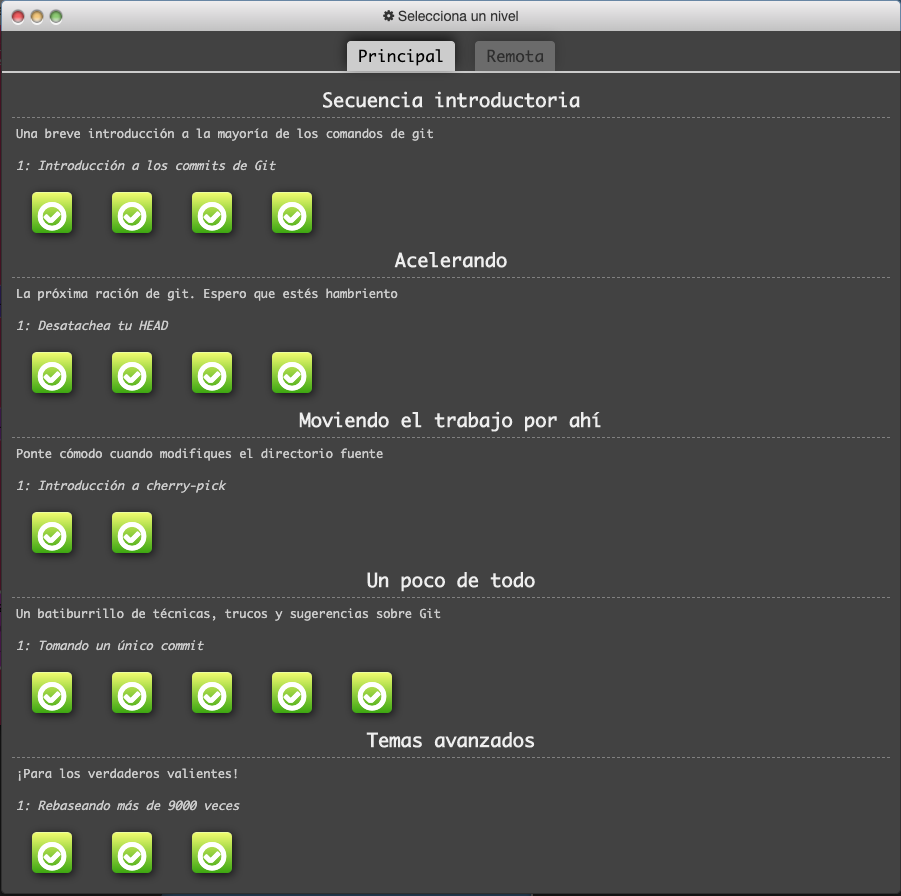 Selecciona un nivel
Principal
Remota
Secuencia introductoria
Una breve introducción a la mayoría de los comandos de git
1: Introducción a los commits de Git
Acelerando
La próxima ración de git. Espero que estés hambriento
1: Desatachea tu HEAD
Moviendo el trabajo por ahí
Ponte cómodo cuando modifiques el directorio fuente
1: Introducción a cherry-pick
Un poco de todo
Un batiburrillo de técnicas, trucos y sugerencias sobre Git
1: Tomando un único commit
Temas avanzados
¡Para los verdaderos valientes!
1: Rebaseando más de 9000 veces